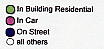 In Building Residential
In Car
On Street
all others